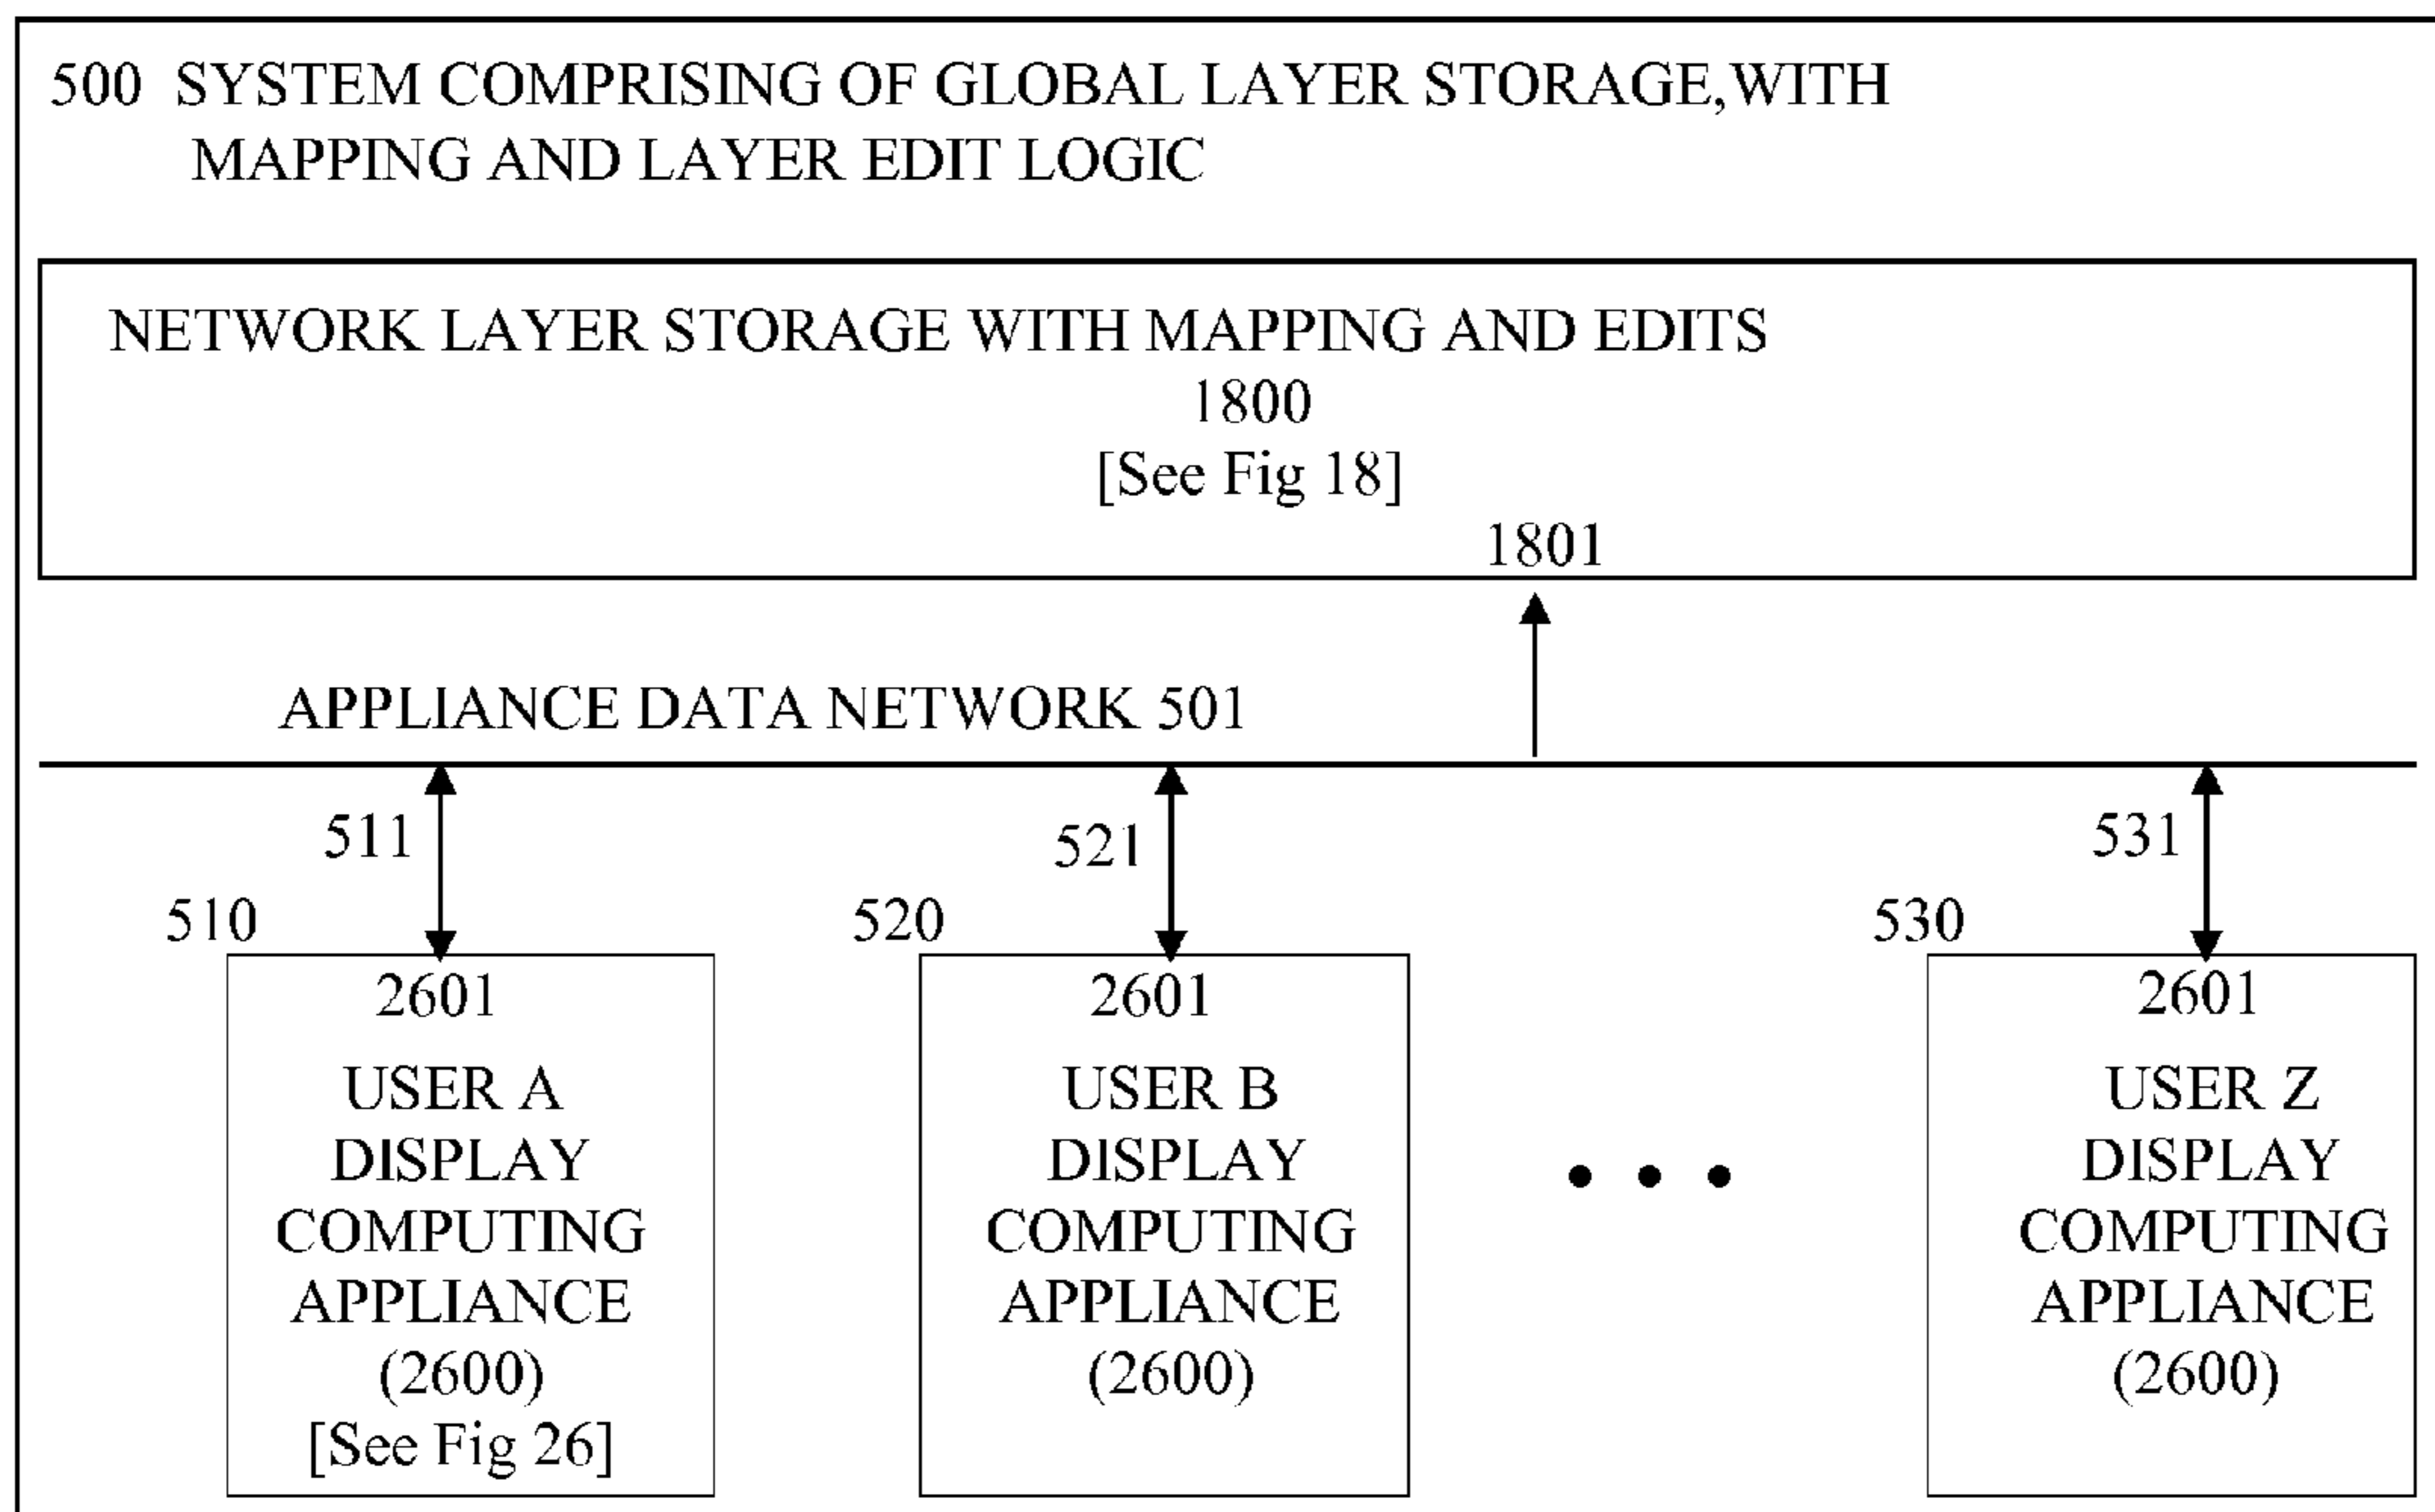 500 SYSTEM COMPRISING OF GLOBAL LAYER STORAGE,WITH
MAPPING AND LAYER EDIT LOGIC
NETWORK LAYER STORAGE WITH MAPPING AND EDITS
1800
[See Fig 18]
1801
APPLIANCE DATA NETWORK 501
511
521
531
510
520
530
2601
USER A
DISPLAY
COMPUTING
APPLIANCE
(2600)
[See Fig 26]
2601
USER B
DISPLAY
COMPUTING
APPLIANCE
(2600)
2601
USER Z
DISPLAY
COMPUTING
APPLIANCE
(2600)